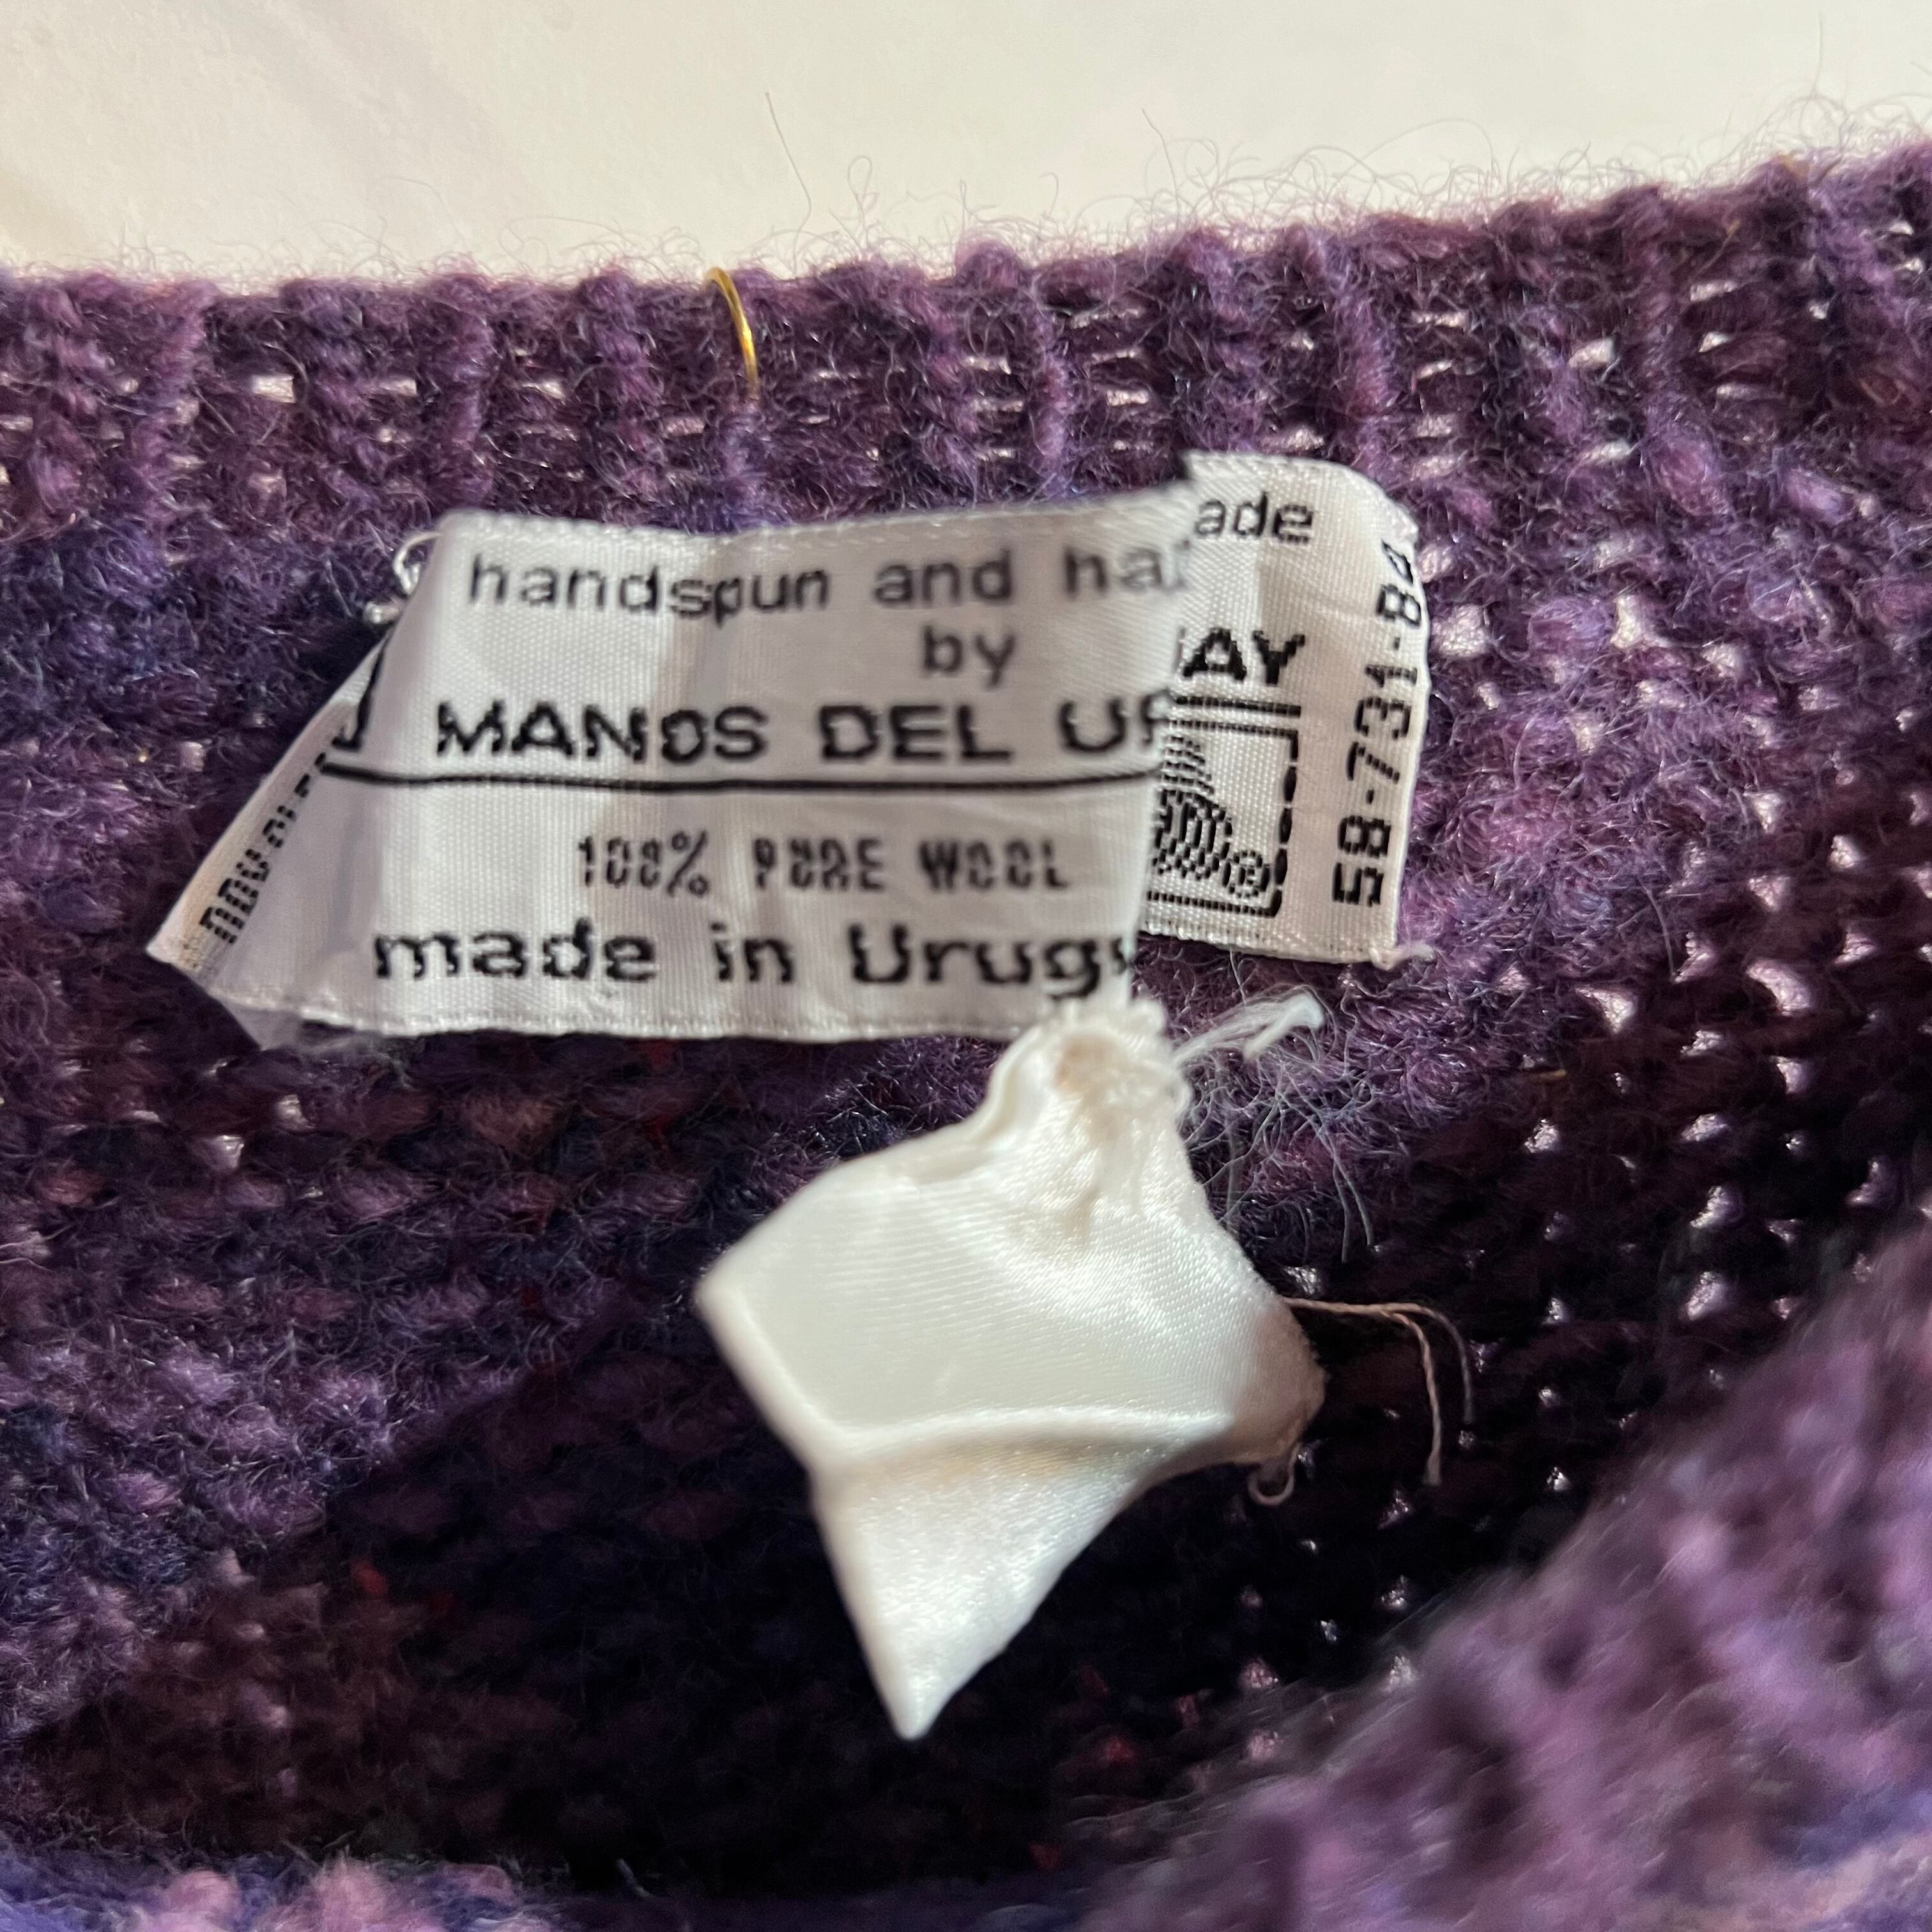 handspun and ha
ade
by
MANOS DEL U
AY
100% PURE WOOL
made in Urug
58-731-84